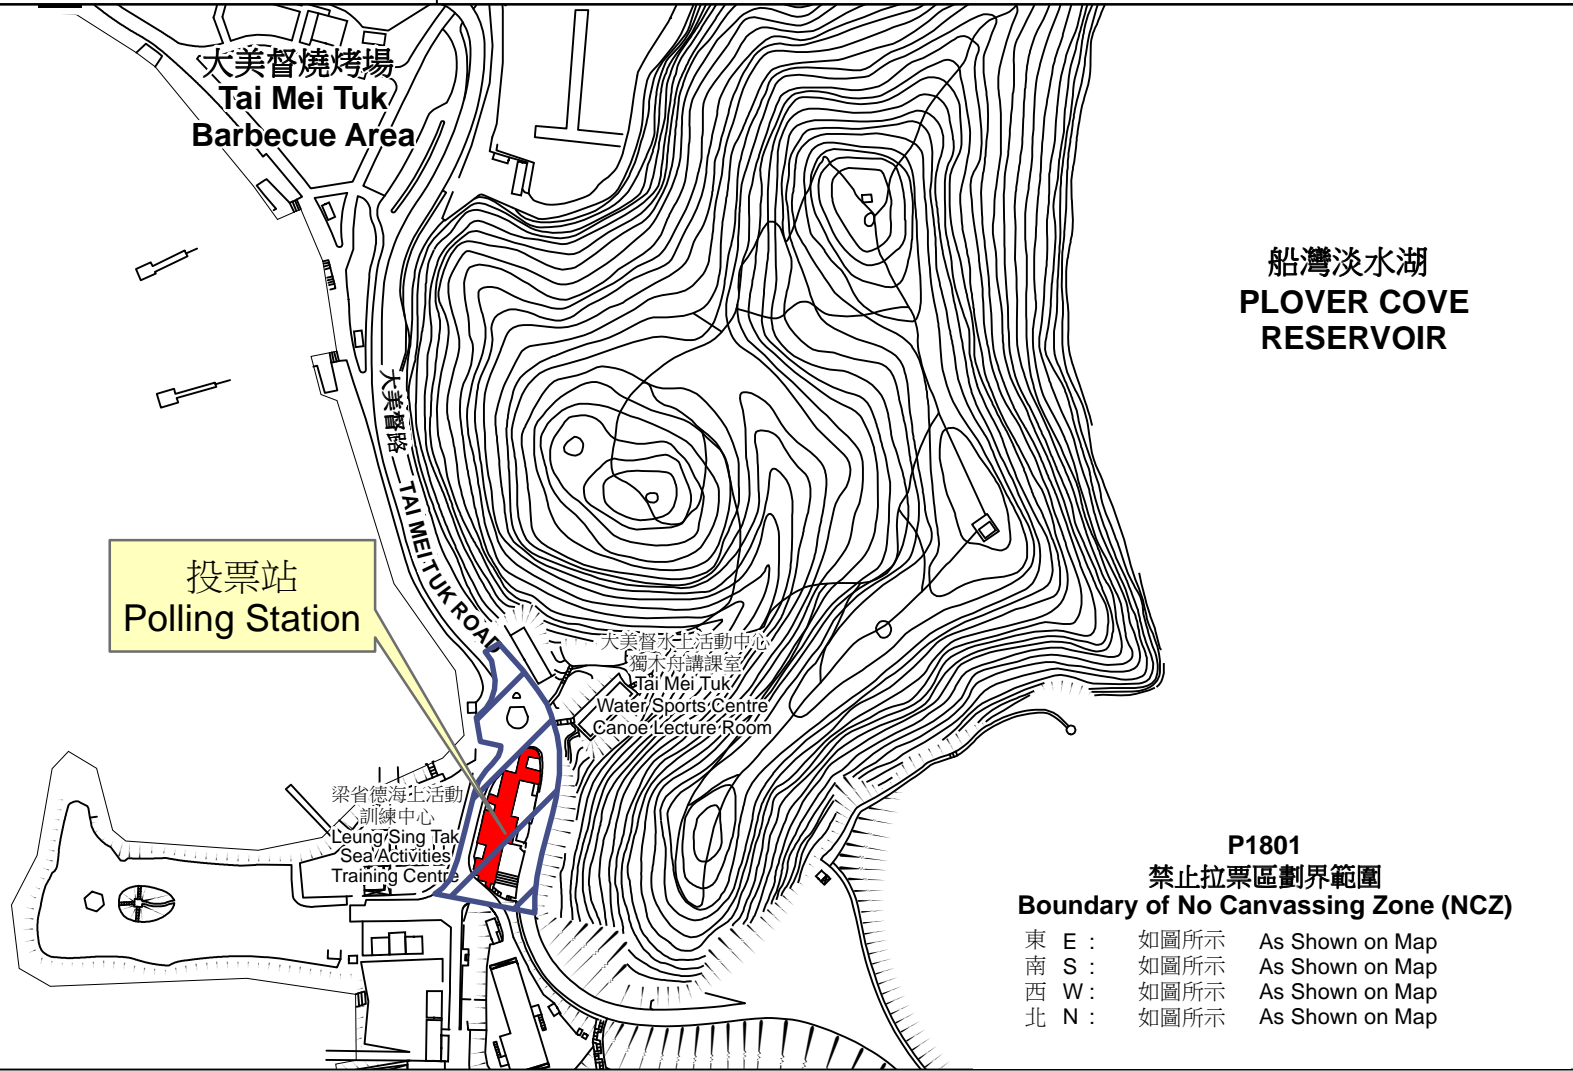 大美督燒烤場
Tai Mei Tuk
Barbecue Area
船灣淡水湖
PLOVER COVE
RESERVOIR
大美督路
TAI MEI TUK ROAD
投票站
Polling Station
大美督水上活動中心
獨木舟講課室
Tai Mei Tuk
Water Sports Centre
Canoe Lecture Room
梁省德海上活動
訓練中心
Leung Sing Tak
Sea Activities
Training Centre
P1801
禁止拉票區劃界範圍
Boundary of No Canvassing Zone (NCZ)
東 E : 如圖所示 As Shown on Map
南 S : 如圖所示 As Shown on Map
西 W : 如圖所示 As Shown on Map
北 N : 如圖所示 As Shown on Map